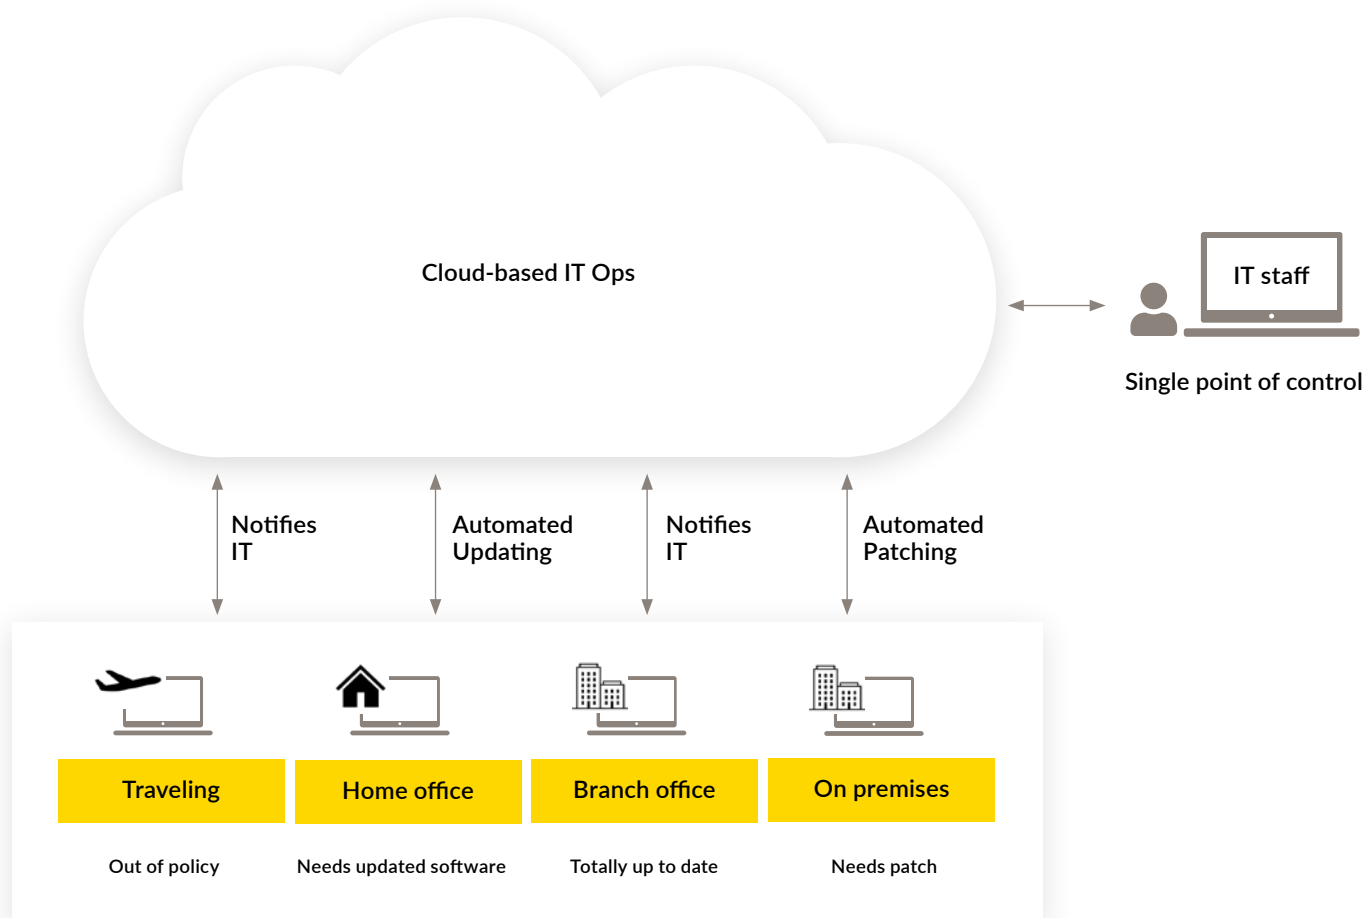 Cloud-based IT Ops
IT staff
Single point of control
Notifies
IT
Automated
Updating
Notifies
IT
Automated
Patching
Traveling
Home office
Branch office
On premises
Out of policy
Needs updated software
Totally up to date
Needs patch